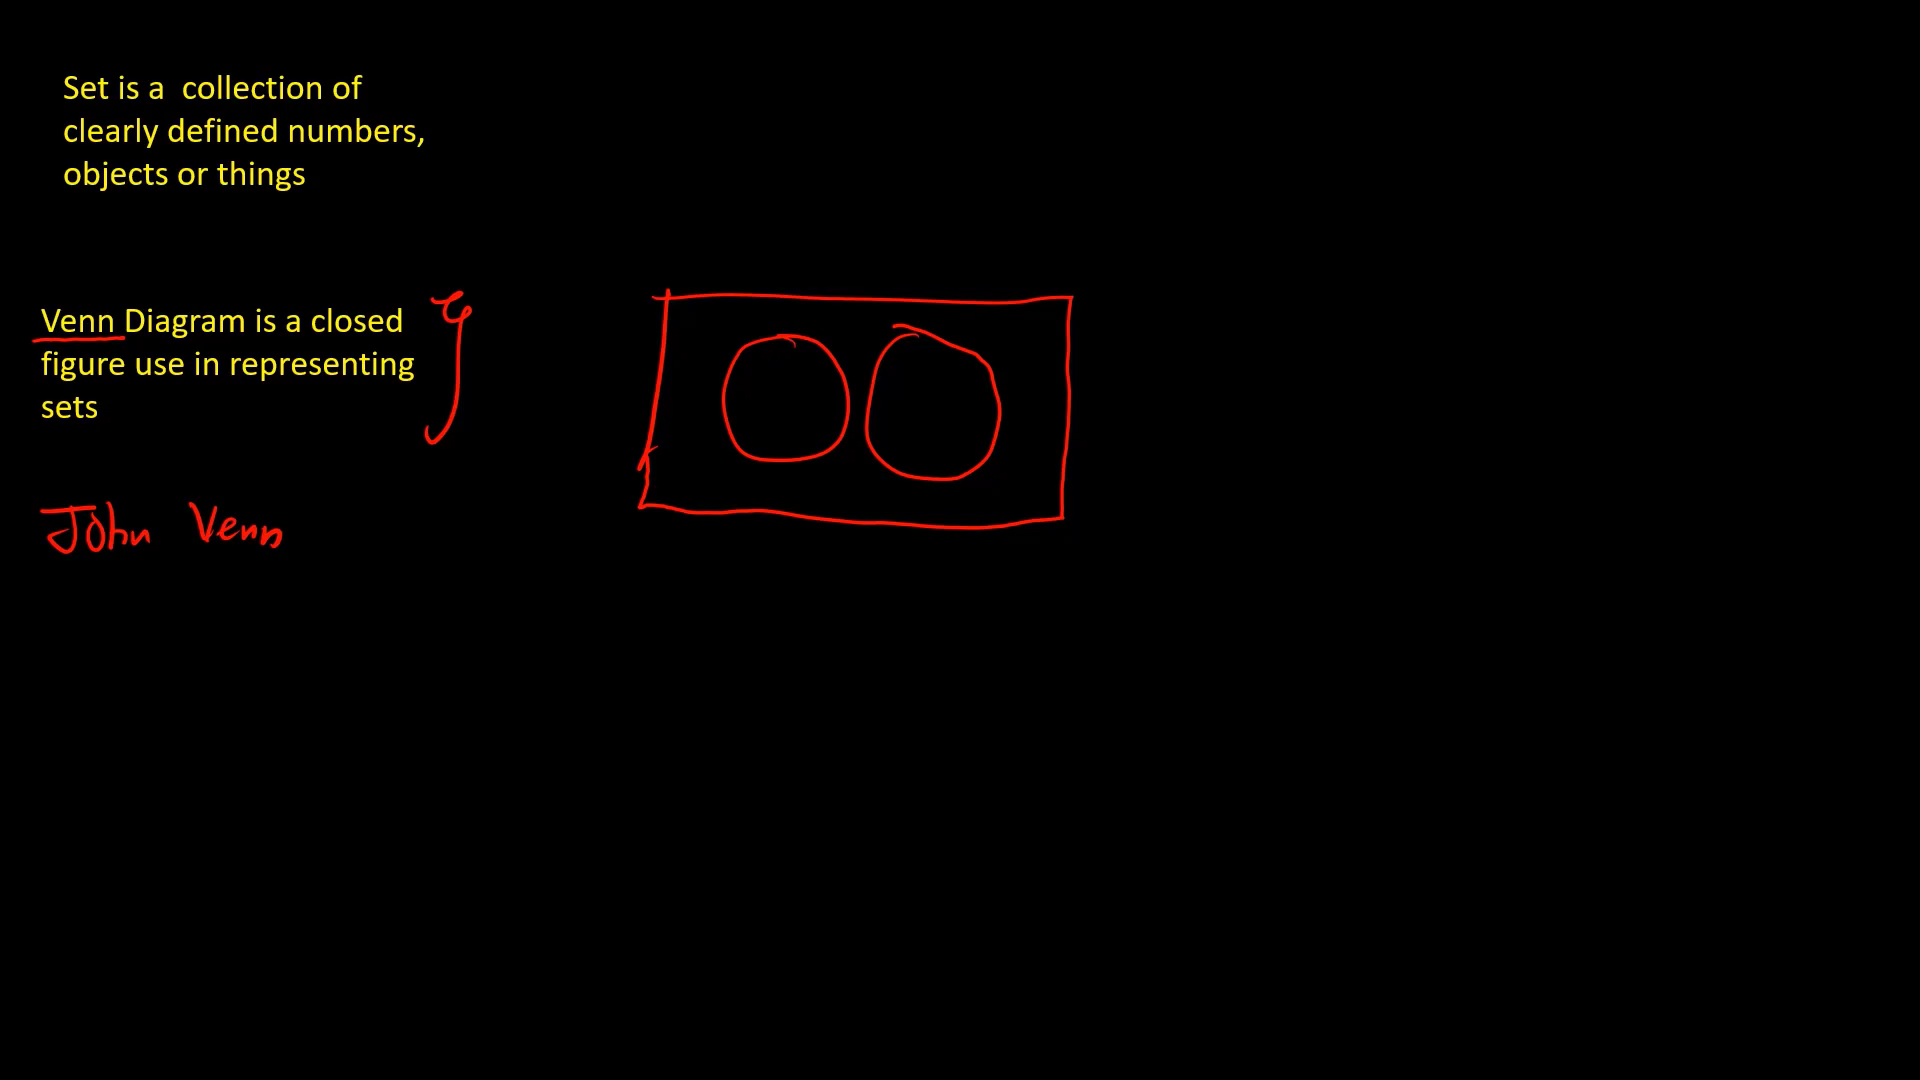 Set is a  collection of
clearly defined numbers,
objects or things
Venn Diagram is a closed
figure use in representing
sets
John Venn